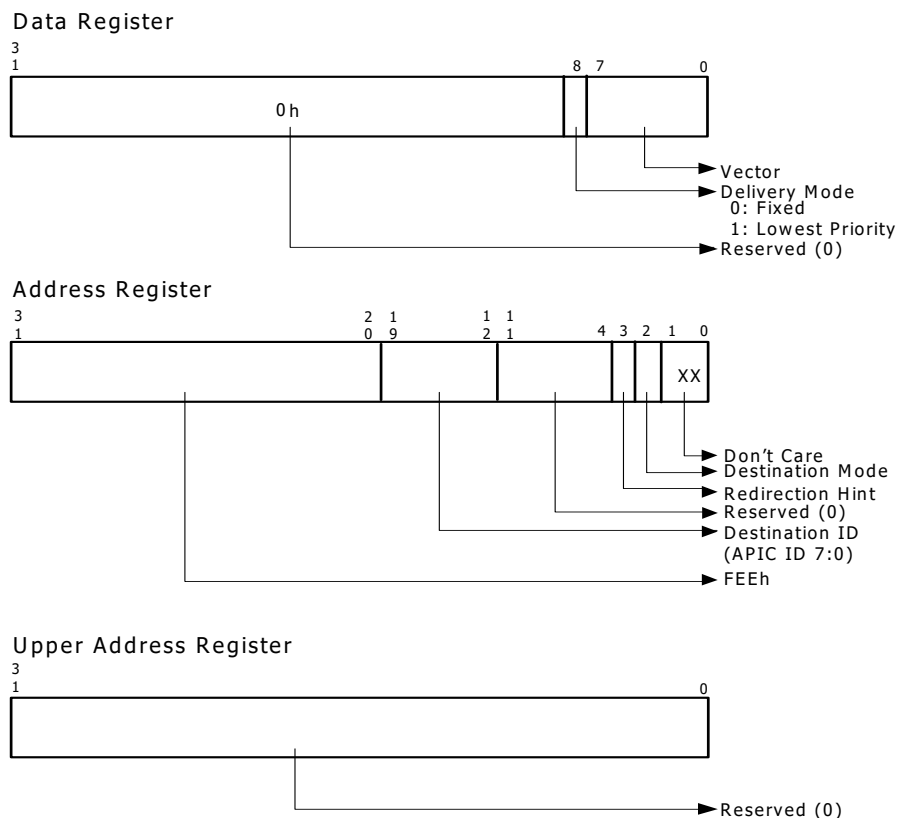 Data Register
3
1 8 7 0
0h
Vector
Delivery Mode
0: Fixed
1: Lowest Priority
Reserved (0)
Address Register
3 2 1 1 1
1 0 9 2 1 4 3 2 1 0
XX
Don't Care
Destination Mode
Redirection Hint
Reserved (0)
Destination ID
(APIC ID 7:0)
FEEh
Upper Address Register
3
1 0
Reserved (0)